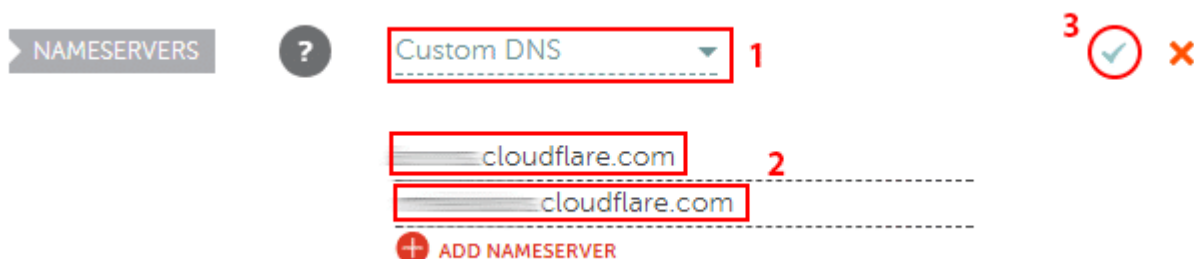 NAMESERVERS ? Custom DNS 1 3
cloudflare.com 2
cloudflare.com
ADD NAMESERVER